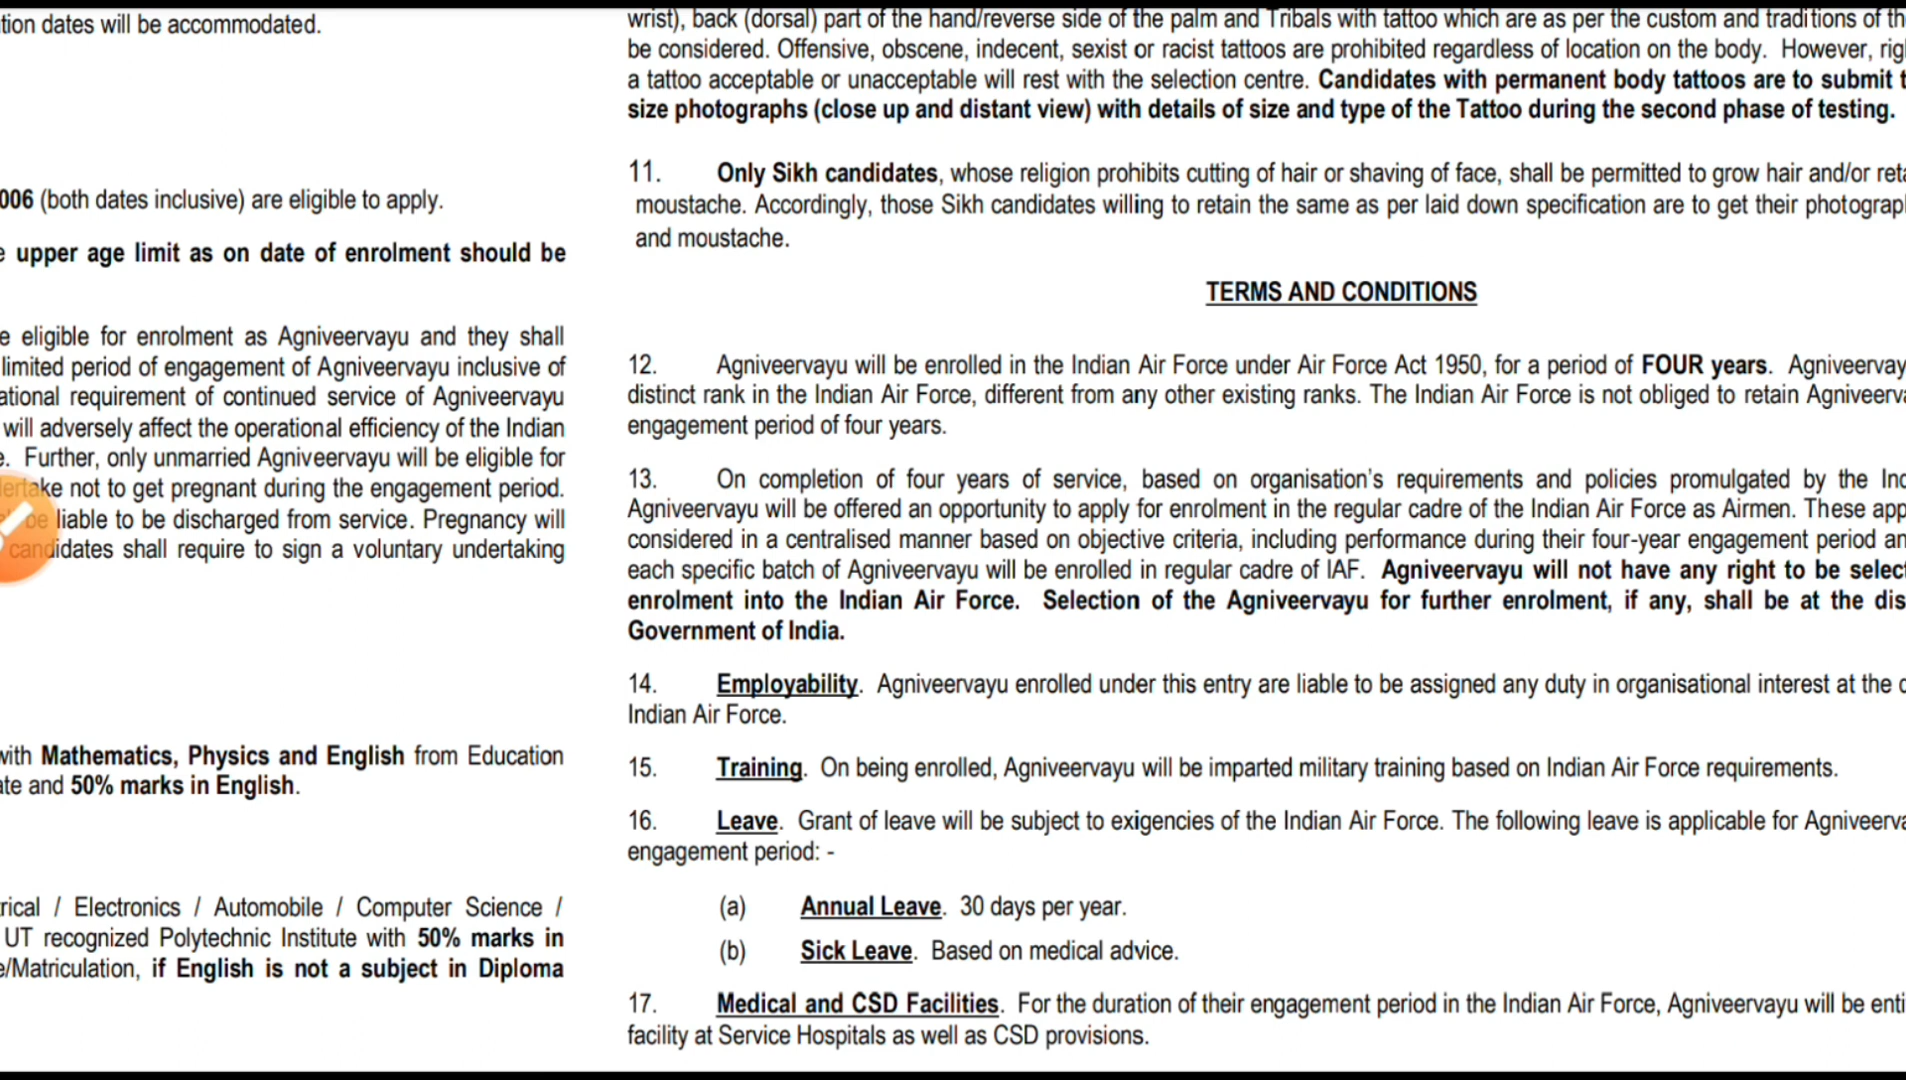 tion dates will be accommodated.
006 (both dates inclusive) are eligible to apply.
upper age limit as on date of enrolment should be
eligible for enrolment as Agniveervayu and they shall
limited period of engagement of Agniveervayu inclusive of
ational requirement of continued service of Agniveervayu
will adversely affect the operational efficiency of the Indian
e. Further, only unmarried Agniveervayu will be eligible for
ertake not to get pregnant during the engagement period.
be liable to be discharged from service. Pregnancy will
candidates shall require to sign a voluntary undertaking
with Mathematics, Physics and English from Education
ate and 50% marks in English.
rical / Electronics / Automobile / Computer Science /
UT recognized Polytechnic Institute with 50% marks in
e/Matriculation, if English is not a subject in Diploma
wrist), back (dorsal) part of the hand/reverse side of the palm and Tribals with tattoo which are as per the custom and traditions of th
be considered. Offensive, obscene, indecent, sexist or racist tattoos are prohibited regardless of location on the body. However, rig
a tattoo acceptable or unacceptable will rest with the selection centre. Candidates with permanent body tattoos are to submit t
size photographs (close up and distant view) with details of size and type of the Tattoo during the second phase of testing.
11. Only Sikh candidates, whose religion prohibits cutting of hair or shaving of face, shall be permitted to grow hair and/or reta
moustache. Accordingly, those Sikh candidates willing to retain the same as per laid down specification are to get their photograp
and moustache.
TERMS AND CONDITIONS
12. Agniveervayu will be enrolled in the Indian Air Force under Air Force Act 1950, for a period of FOUR years. Agniveervay
distinct rank in the Indian Air Force, different from any other existing ranks. The Indian Air Force is not obliged to retain Agniveerva
engagement period of four years.
13. On completion of four years of service, based on organisation's requirements and policies promulgated by the Ind
Agniveervayu will be offered an opportunity to apply for enrolment in the regular cadre of the Indian Air Force as Airmen. These app
considered in a centralised manner based on objective criteria, including performance during their four-year engagement period an
each specific batch of Agniveervayu will be enrolled in regular cadre of IAF. Agniveervayu will not have any right to be select
enrolment into the Indian Air Force. Selection of the Agniveervayu for further enrolment, if any, shall be at the dis
Government of India.
14. Employability. Agniveervayu enrolled under this entry are liable to be assigned any duty in organisational interest at the d
Indian Air Force.
15. Training. On being enrolled, Agniveervayu will be imparted military training based on Indian Air Force requirements.
16. Leave. Grant of leave will be subject to exigencies of the Indian Air Force. The following leave is applicable for Agniveerva
engagement period: -
(a) Annual Leave. 30 days per year.
(b) Sick Leave. Based on medical advice.
17. Medical and CSD Facilities. For the duration of their engagement period in the Indian Air Force, Agniveervayu will be enti
facility at Service Hospitals as well as CSD provisions.